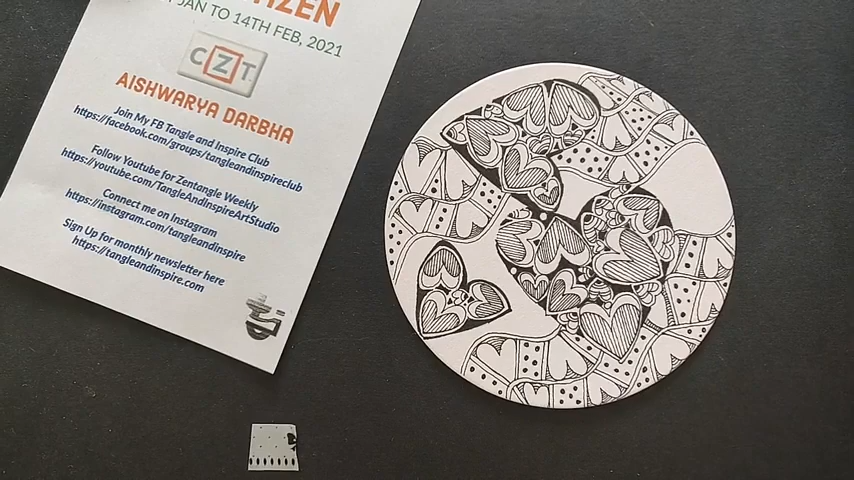 JAN TO 14TH FEB, 2021
CZT
AISHWARYA DARBHA
Join My FB Tangle and Inspire Club
https://facebook.com/groups/tangleandinspireclub
Follow Youtube for Zentangle Weekly
https://youtube.com/TangleAndInspireArtStudio
Connect me on Instagram
https://instagram.com/tangleandinspire
Sign Up for monthly newsletter here
https://tangleandinspire.com